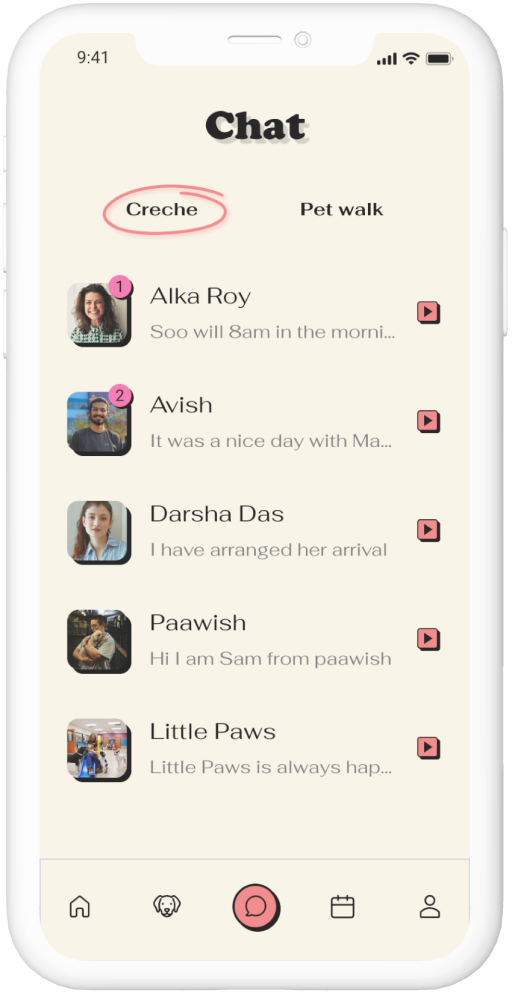 9:41
Chat
Creche
Pet walk
1
Alka Roy
Soo will 8am in the morni...
2
Avish
It was a nice day with Ma...
Darsha Das
I have arranged her arrival
Paawish
Hi I am Sam from paawish
Little Paws
Little Paws is always hap...